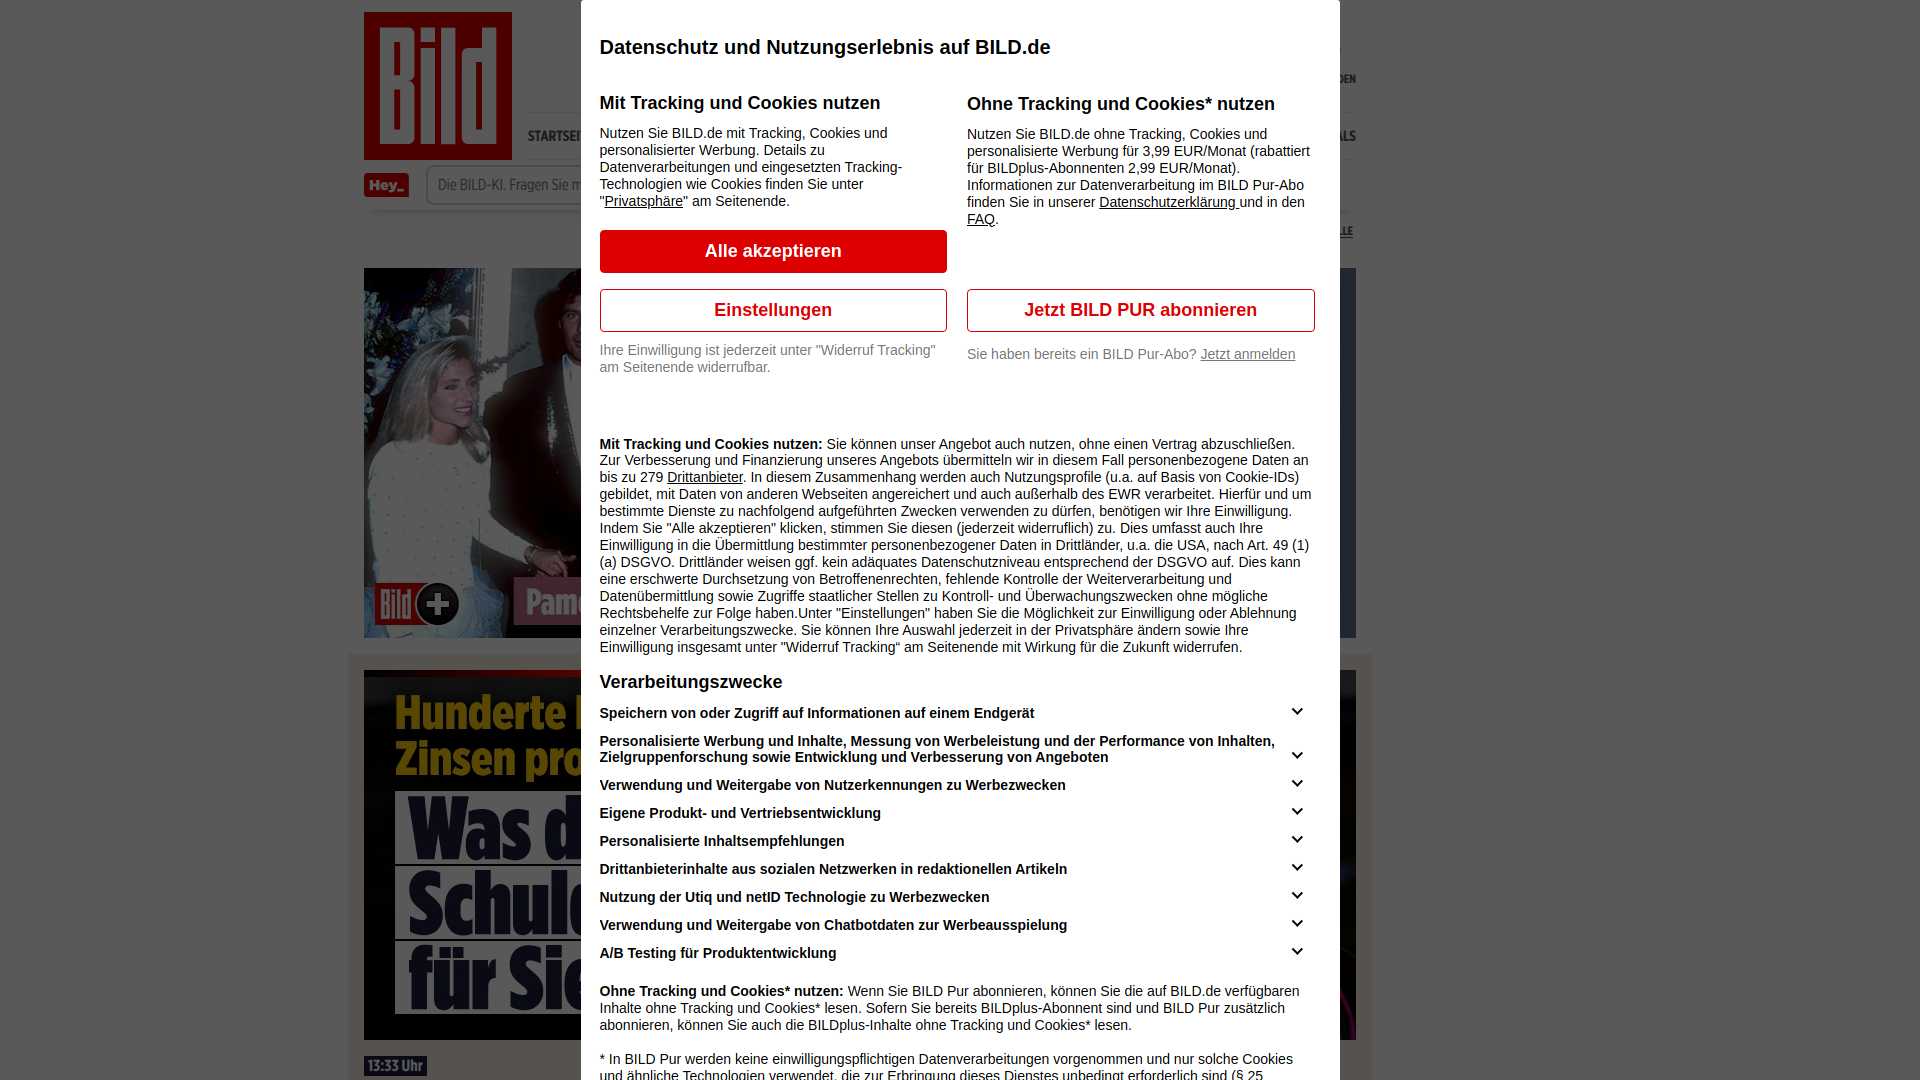 Bild
DEN
STARTSEI
ALS
Hey_
Die BILD-KI. Fragen Sie m
LLE
Bild +
Pame
Hunderte
Zinsen pro
Was d
Schuld
für Sie
13:33 Uhr
Datenschutz und Nutzungserlebnis auf BILD.de
Mit Tracking und Cookies nutzen
Nutzen Sie BILD.de mit Tracking, Cookies und
personalisierter Werbung. Details zu
Datenverarbeitungen und eingesetzten Tracking-
Technologien wie Cookies finden Sie unter
"Privatsphäre" am Seitenende.
Alle akzeptieren
Einstellungen
Ihre Einwilligung ist jederzeit unter "Widerruf Tracking"
am Seitenende widerrufbar.
Ohne Tracking und Cookies* nutzen
Nutzen Sie BILD.de ohne Tracking, Cookies und
personalisierte Werbung für 3,99 EUR/Monat (rabattiert
für BILDplus-Abonnenten 2,99 EUR/Monat).
Informationen zur Datenverarbeitung im BILD Pur-Abo
finden Sie in unserer Datenschutzerklärung und in den
FAQ.
Jetzt BILD PUR abonnieren
Sie haben bereits ein BILD Pur-Abo? Jetzt anmelden
Mit Tracking und Cookies nutzen: Sie können unser Angebot auch nutzen, ohne einen Vertrag abzuschließen.
Zur Verbesserung und Finanzierung unseres Angebots übermitteln wir in diesem Fall personenbezogene Daten an
bis zu 279 Drittanbieter. In diesem Zusammenhang werden auch Nutzungsprofile (u.a. auf Basis von Cookie-IDs)
gebildet, mit Daten von anderen Webseiten angereichert und auch außerhalb des EWR verarbeitet. Hierfür und um
bestimmte Dienste zu nachfolgend aufgeführten Zwecken verwenden zu dürfen, benötigen wir Ihre Einwilligung.
Indem Sie "Alle akzeptieren" klicken, stimmen Sie diesen (jederzeit widerruflich) zu. Dies umfasst auch Ihre
Einwilligung in die Übermittlung bestimmter personenbezogener Daten in Drittländer, u.a. die USA, nach Art. 49 (1)
(a) DSGVO. Drittländer weisen ggf. kein adäquates Datenschutzniveau entsprechend der DSGVO auf. Dies kann
eine erschwerte Durchsetzung von Betroffenenrechten, fehlende Kontrolle der Weiterverarbeitung und
Datenübermittlung sowie Zugriffe staatlicher Stellen zu Kontroll- und Überwachungszwecken ohne mögliche
Rechtsbehelfe zur Folge haben.Unter "Einstellungen" haben Sie die Möglichkeit zur Einwilligung oder Ablehnung
einzelner Verarbeitungszwecke. Sie können Ihre Auswahl jederzeit in der Privatsphäre ändern sowie Ihre
Einwilligung insgesamt unter "Widerruf Tracking“ am Seitenende mit Wirkung für die Zukunft widerrufen.
Verarbeitungszwecke
Speichern von oder Zugriff auf Informationen auf einem Endgerät
Personalisierte Werbung und Inhalte, Messung von Werbeleistung und der Performance von Inhalten,
Zielgruppenforschung sowie Entwicklung und Verbesserung von Angeboten
Verwendung und Weitergabe von Nutzerkennungen zu Werbezwecken
Eigene Produkt- und Vertriebsentwicklung
Personalisierte Inhaltsempfehlungen
Drittanbieterinhalte aus sozialen Netzwerken in redaktionellen Artikeln
Nutzung der Utiq und netID Technologie zu Werbezwecken
Verwendung und Weitergabe von Chatbotdaten zur Werbeausspielung
A/B Testing für Produktentwicklung
Ohne Tracking und Cookies* nutzen: Wenn Sie BILD Pur abonnieren, können Sie die auf BILD.de verfügbaren
Inhalte ohne Tracking und Cookies* lesen. Sofern Sie bereits BILDplus-Abonnent sind und BILD Pur zusätzlich
abonnieren, können Sie auch die BILDplus-Inhalte ohne Tracking und Cookies* lesen.
* In BILD Pur werden keine einwilligungspflichtigen Datenverarbeitungen vorgenommen und nur solche Cookies
und ähnliche Technologien verwendet, die zur Erbringung dieses Dienstes unbedingt erforderlich sind (§ 25